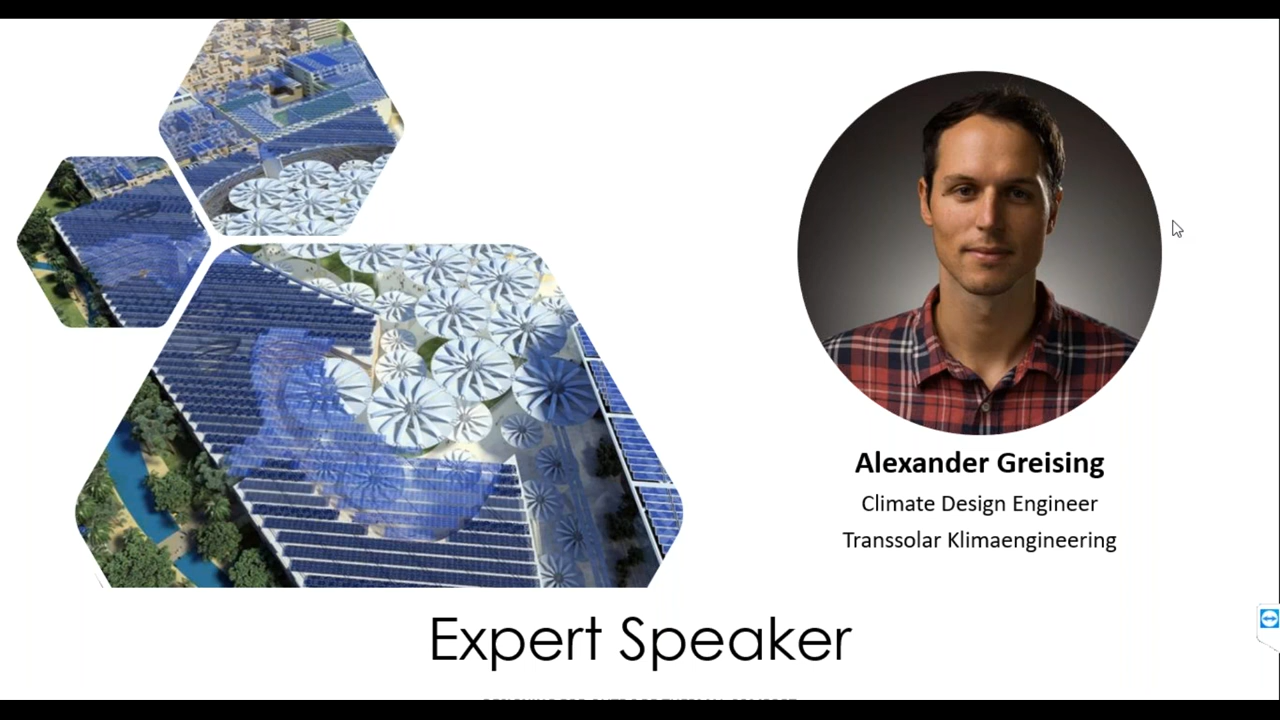 Alexander Greising
Climate Design Engineer
Transsolar Klimaengineering
Expert Speaker